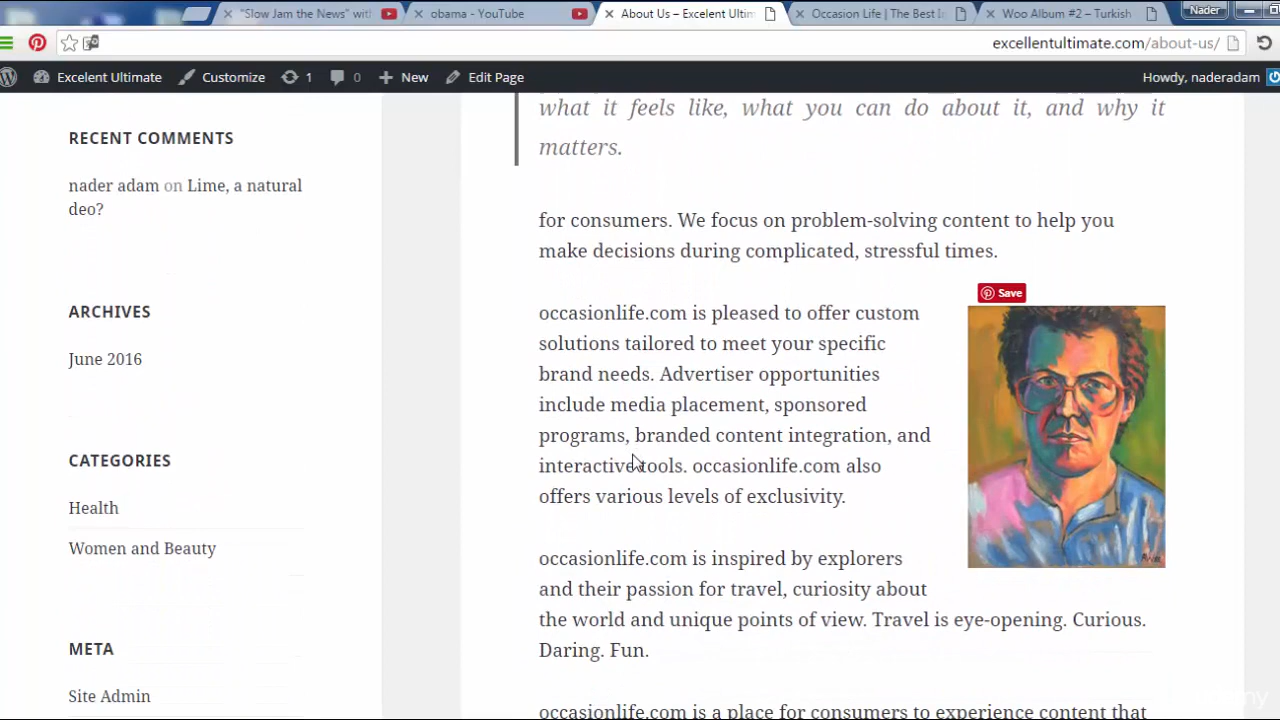 "Slow Jam the News" with
obama - YouTube
About Us – Excelent Ultim
Occasion Life | The Best I
Woo Album #2 – Turkish
Nader
excellentultimate.com/about-us/
Excelent Ultimate
Customize
1
0
New
Edit Page
Howdy, naderadam
RECENT COMMENTS
nader adam on Lime, a natural
deo?
ARCHIVES
June 2016
CATEGORIES
Health
Women and Beauty
META
Site Admin
what it feels like, what you can do about it, and why it
matters.
for consumers. We focus on problem-solving content to help you
make decisions during complicated, stressful times.
Save
occasionlife.com is pleased to offer custom
solutions tailored to meet your specific
brand needs. Advertiser opportunities
include media placement, sponsored
programs, branded content integration, and
interactive tools. occasionlife.com also
offers various levels of exclusivity.
occasionlife.com is inspired by explorers
and their passion for travel, curiosity about
the world and unique points of view. Travel is eye-opening. Curious.
Daring. Fun.
occasionlife.com is a place for consumers to experience content that